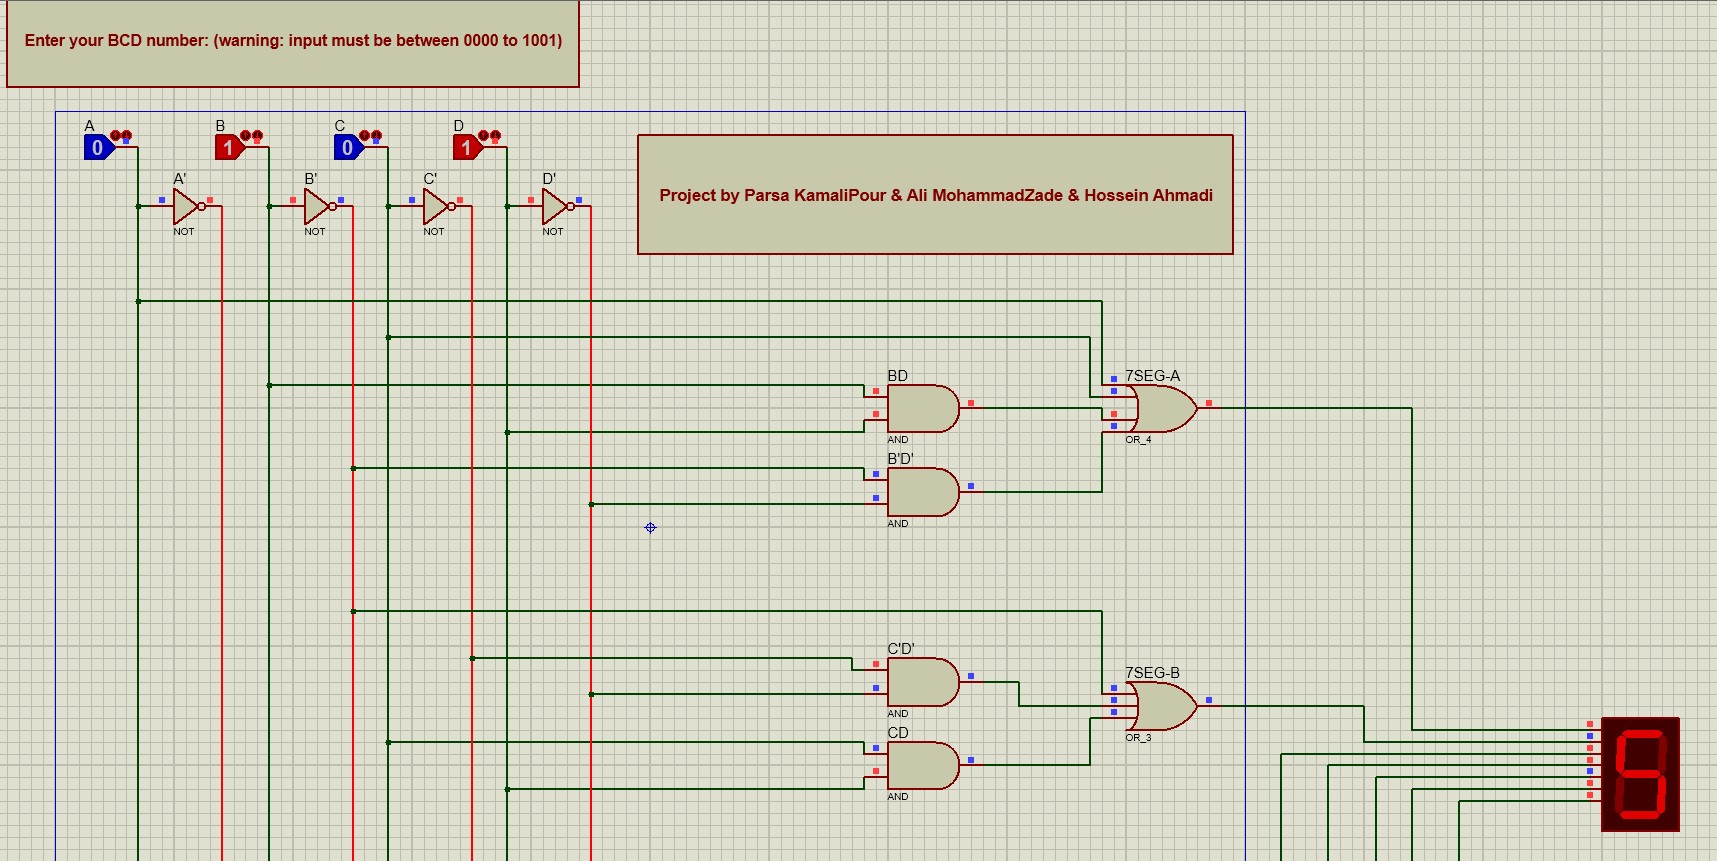 Enter your BCD number: (warning: input must be between 0000 to 1001)
A B C D
0 1 0 1
A' B' C' D'
NOT NOT NOT NOT
Project by Parsa KamaliPour & Ali MohammadZade & Hossein Ahmadi
BD
AND
7SEG-A
OR_4
B'D'
AND
C'D'
AND
7SEG-B
OR_3
CD
AND
5